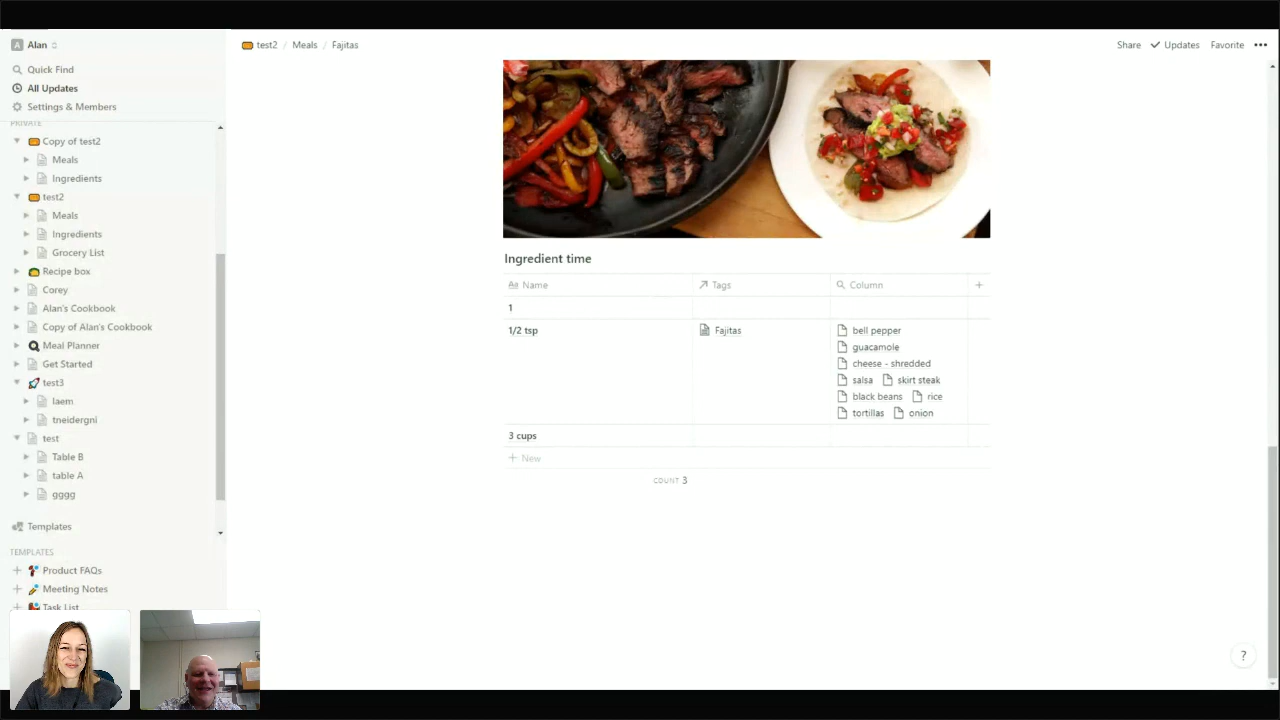 A Alan
Quick Find
All Updates
Settings & Members
PRIVATE
Copy of test2
Meals
Ingredients
test2
Meals
Ingredients
Grocery List
Recipe box
Corey
Alan's Cookbook
Copy of Alan's Cookbook
Meal Planner
Get Started
test3
laem
tneidergni
test
Table B
table A
gggg
Templates
TEMPLATES
Product FAQs
Meeting Notes
Task List
test2 / Meals / Fajitas
Share Updates Favorite
Ingredient time
Aa Name Tags Column
1
1/2 tsp Fajitas bell pepper
guacamole
cheese - shredded
salsa skirt steak
black beans rice
tortillas onion
3 cups
+ New
COUNT 3
?